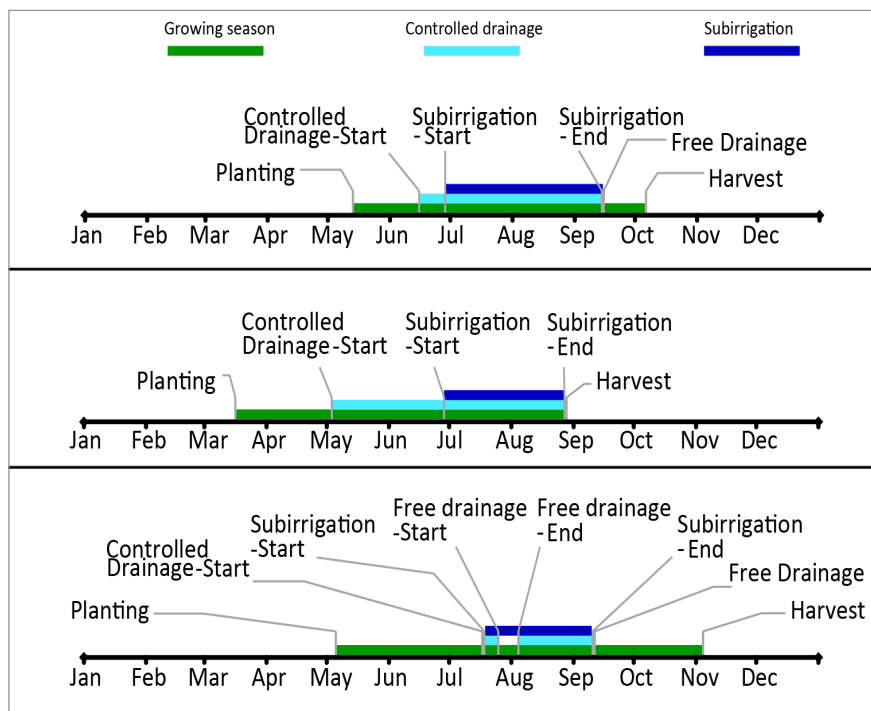 Growing season
Controlled drainage
Subirrigation
Controlled
Drainage-Start
Subirrigation
-Start
Subirrigation
-End
Free Drainage
Planting
Harvest
Jan Feb Mar Apr May Jun Jul Aug Sep Oct Nov Dec
Controlled
Drainage-Start
Subirrigation
-Start
Subirrigation
-End
Planting
Harvest
Jan Feb Mar Apr May Jun Jul Aug Sep Oct Nov Dec
Controlled
Drainage-Start
Subirrigation
-Start
Free drainage
-Start
Free drainage
-End
Subirrigation
-End
Free Drainage
Planting
Harvest
Jan Feb Mar Apr May Jun Jul Aug Sep Oct Nov Dec